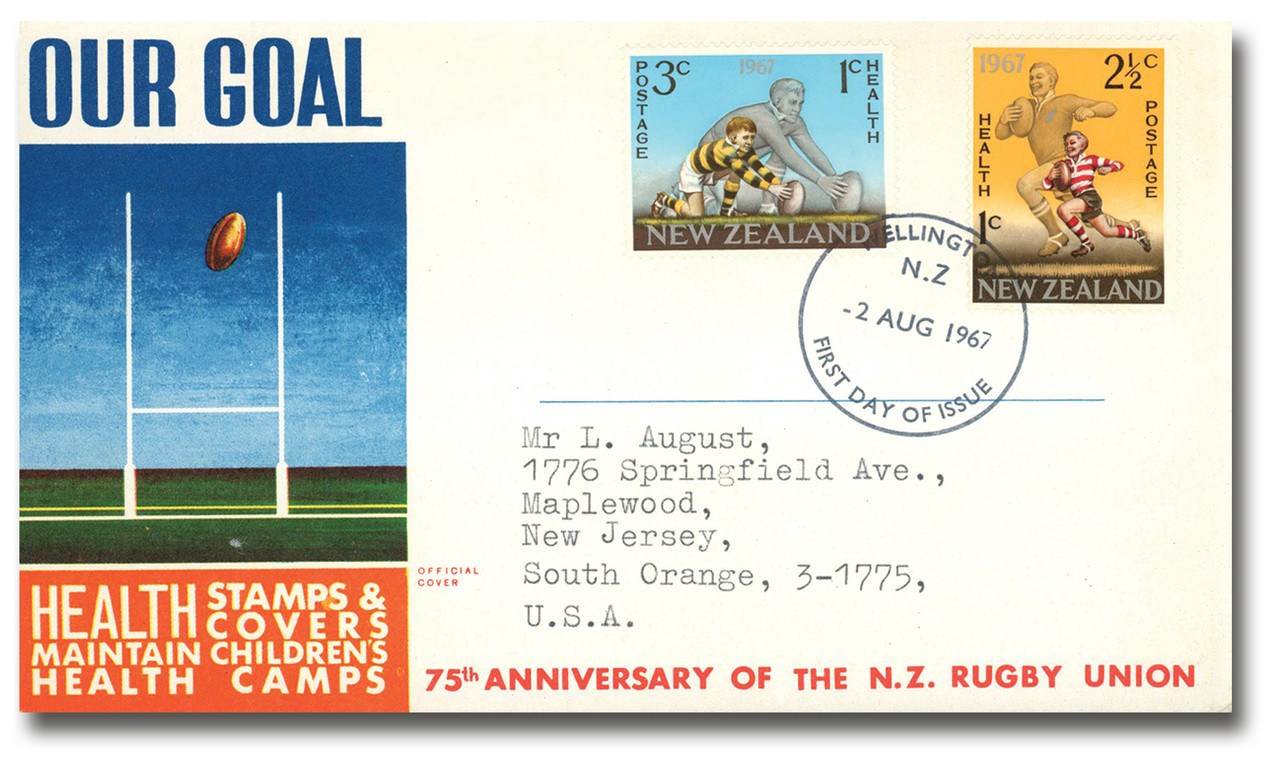 OUR GOAL
POSTAGE
3c
1967
1c
HEALTH
NEW ZEALAND
1967
2½c
HEALTH
POSTAGE
1c
NEW ZEALAND
WELLINGTON
N.Z
-2 AUG 1967
FIRST DAY OF ISSUE
Mr L. August,
1776 Springfield Ave.,
Maplewood,
New Jersey,
South Orange, 3-1775,
U.S.A.
OFFICIAL
COVER
HEALTH STAMPS &
COVERS
MAINTAIN CHILDREN'S
HEALTH CAMPS
75th ANNIVERSARY OF THE N.Z. RUGBY UNION